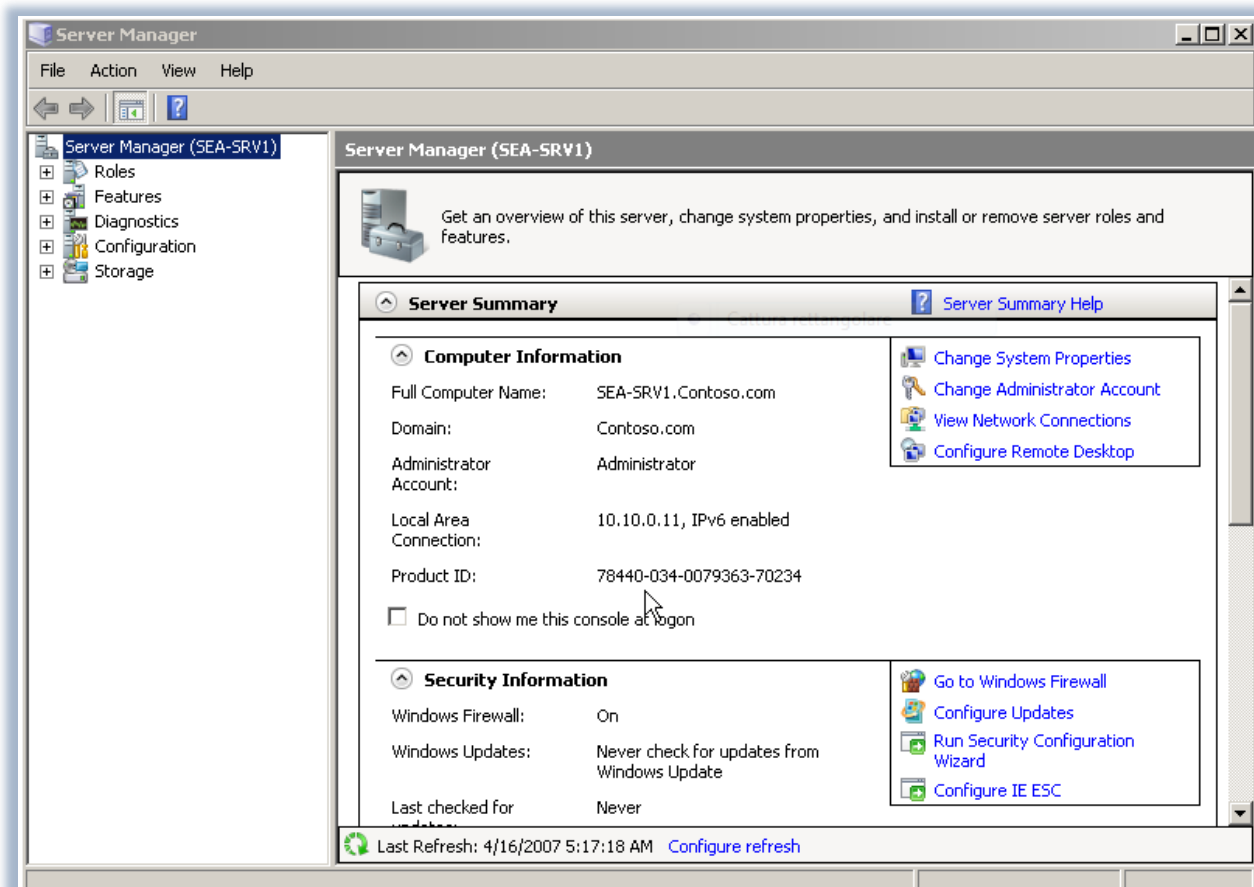 Server Manager
File Action View Help
Server Manager (SEA-SRV1)
Roles
Features
Diagnostics
Configuration
Storage
Server Manager (SEA-SRV1)
Get an overview of this server, change system properties, and install or remove server roles and
features.
Server Summary
Server Summary Help
Cattura rettangolare
Computer Information
Full Computer Name: SEA-SRV1.Contoso.com
Domain: Contoso.com
Administrator Account: Administrator
Local Area Connection: 10.10.0.11, IPv6 enabled
Product ID: 78440-034-0079363-70234
Do not show me this console at logon
Change System Properties
Change Administrator Account
View Network Connections
Configure Remote Desktop
Security Information
Windows Firewall: On
Windows Updates: Never check for updates from
Windows Update
Last checked for Never
updates:
Go to Windows Firewall
Configure Updates
Run Security Configuration
Wizard
Configure IE ESC
Last Refresh: 4/16/2007 5:17:18 AM Configure refresh